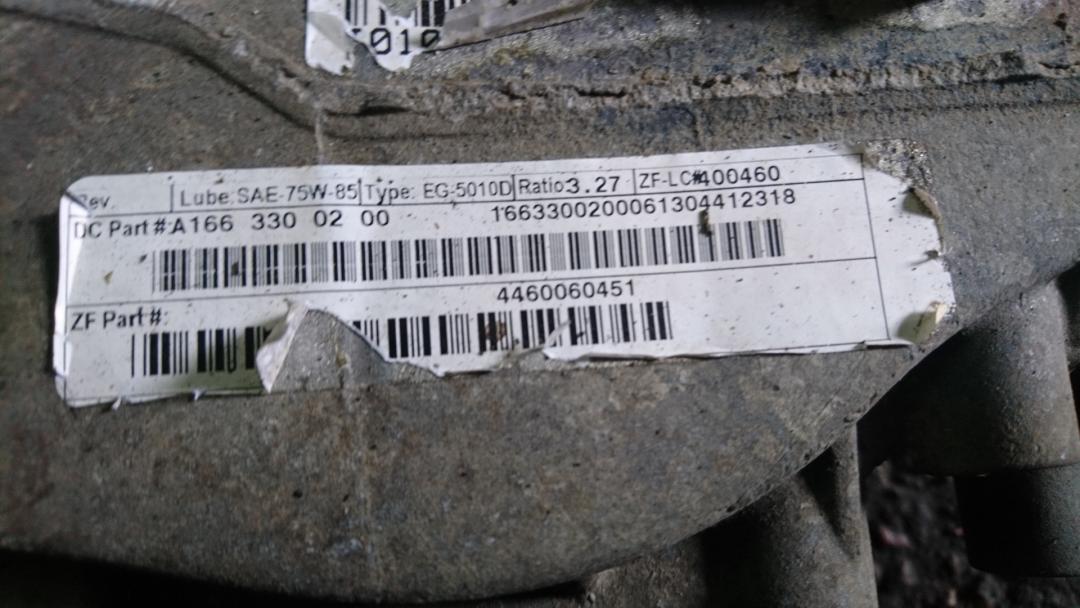 010
Rev. Lube: SAE-75W-85 Type: EG-5010D Ratio: 3.27 ZF-LC#400460
DC Part #:A166 330 02 00 1663300200061304412318
4460060451
ZF Part #: